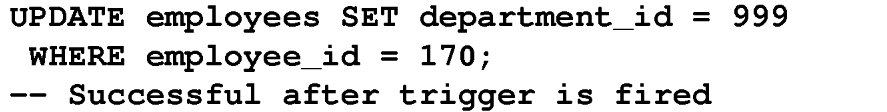 UPDATE employees SET department_id = 999
WHERE employee_id = 170;
-- Successful after trigger is fired